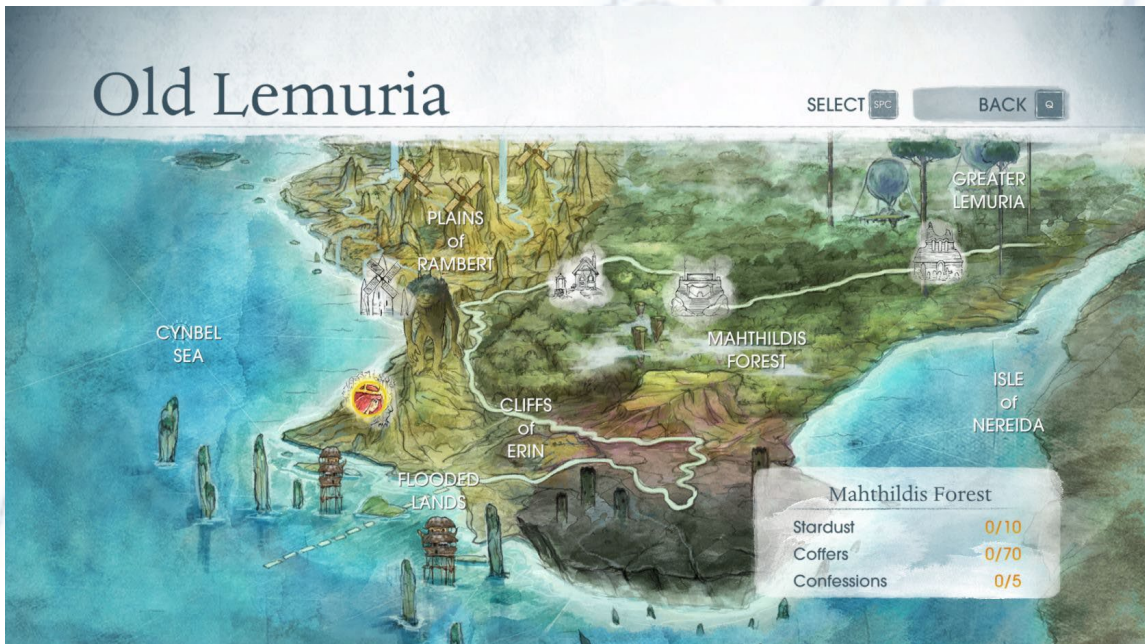 Old Lemuria
SELECT SPC
BACK Q
GREATER
LEMURIA
PLAINS
of
RAMBERT
CYNBEL
SEA
MAHTHILDIS
FOREST
ISLE
of
NEREIDA
CLIFFS
of
ERIN
FLOODED
LANDS
Mahthildis Forest
Stardust 0/10
Coffers 0/70
Confessions 0/5